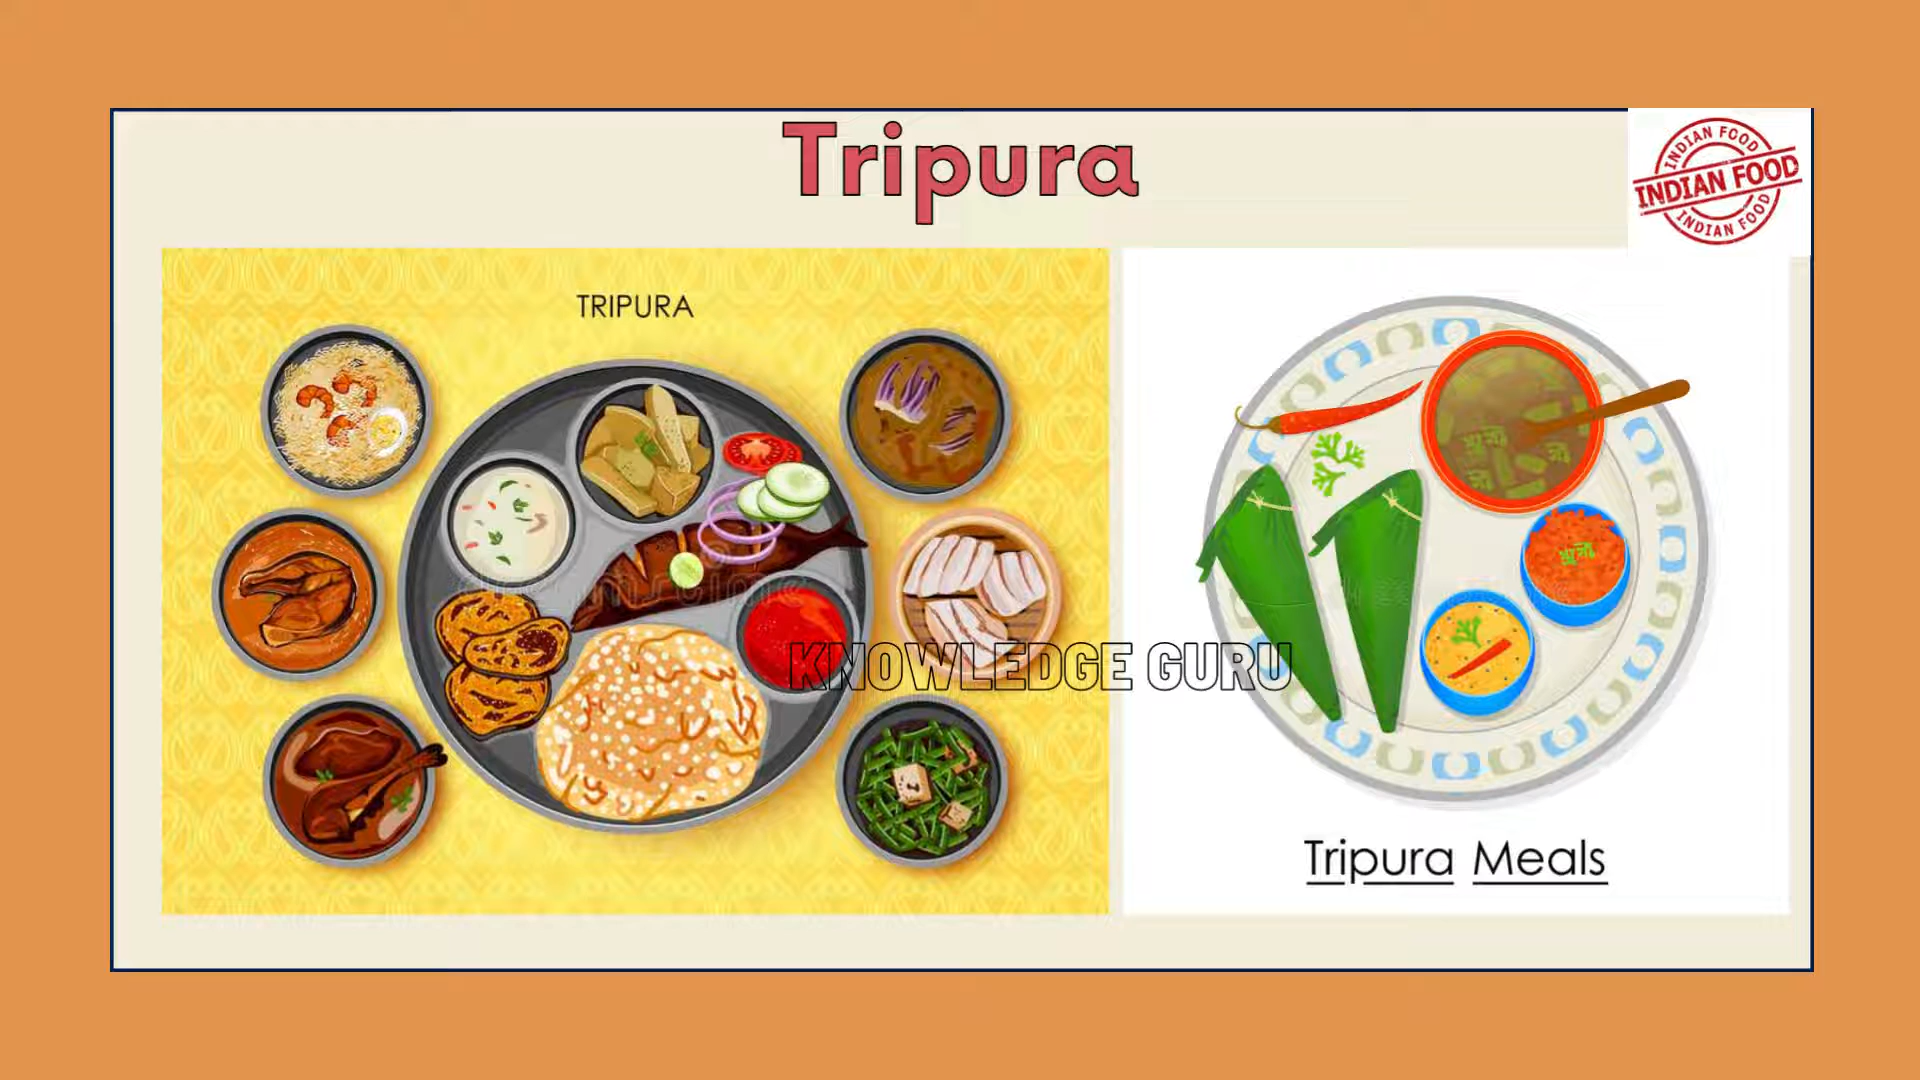 Tripura
INDIAN FOOD
INDIAN FOOD
INDIAN FOOD
TRIPURA
KNOWLEDGE GURU
Tripura Meals